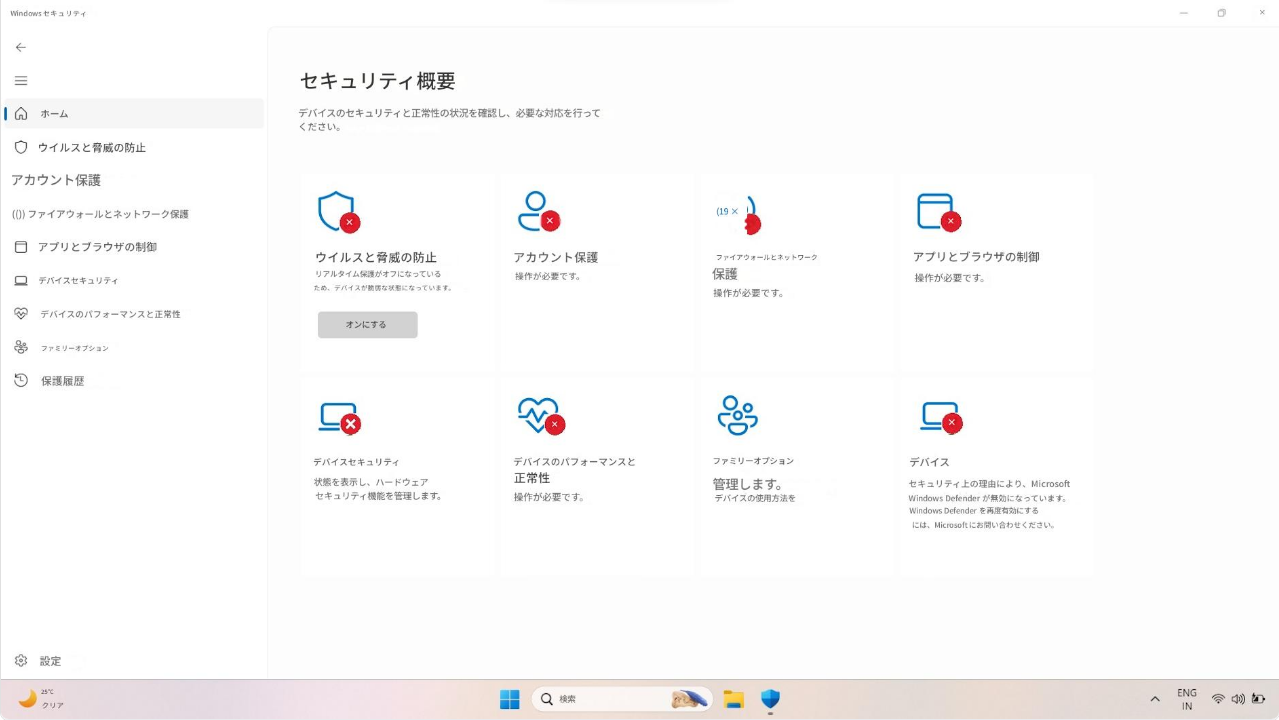 Windows セキュリティ
ホーム
ウイルスと脅威の防止
アカウント保護
(()) ファイアウォールとネットワーク保護
アプリとブラウザの制御
デバイスセキュリティ
デバイスのパフォーマンスと正常性
ファミリーオプション
保護履歴
設定
セキュリティ概要
デバイスのセキュリティと正常性の状況を確認し、必要な対応を行って
ください。
ウイルスと脅威の防止
リアルタイム保護がオフになっている
ため、デバイスが脆弱な状態になっています。
オンにする
アカウント保護
操作が必要です。
(19 ×
ファイアウォールとネットワーク
保護
操作が必要です。
アプリとブラウザの制御
操作が必要です。
デバイスセキュリティ
状態を表示し、ハードウェア
セキュリティ機能を管理します。
デバイスのパフォーマンスと
正常性
操作が必要です。
ファミリーオプション
管理します。
デバイスの使用方法を
デバイス
セキュリティ上の理由により、Microsoft
Windows Defender が無効になっています。
Windows Defender を再度有効にする
には、Microsoftにお問い合わせください。
25°C
クリア
検索
ENG
IN